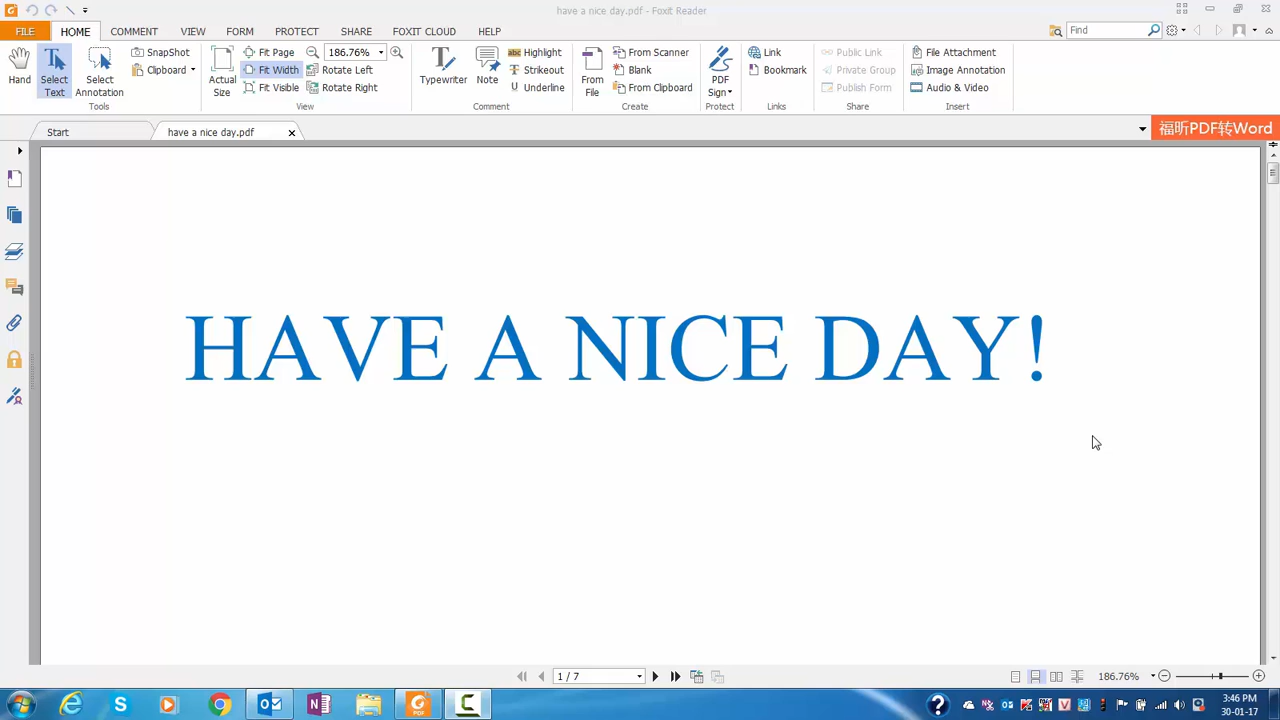 have a nice day.pdf - Foxit Reader
FILE HOME COMMENT VIEW FORM PROTECT SHARE FOXIT CLOUD HELP Find
Hand
Select Text
Select Annotation
SnapShot
Clipboard
Tools
Actual Size
Fit Page
Fit Width
Fit Visible
186.76%
Rotate Left
Rotate Right
View
Typewriter
Note
Highlight
Strikeout
Underline
Comment
From File
From Scanner
Blank
From Clipboard
Create
PDF Sign
Protect
Link
Bookmark
Links
Public Link
Private Group
Publish Form
Share
File Attachment
Image Annotation
Audio & Video
Insert
Start have a nice day.pdf 福昕PDF转Word
HAVE A NICE DAY!
1 / 7 186.76%
3:46 PM
30-01-17